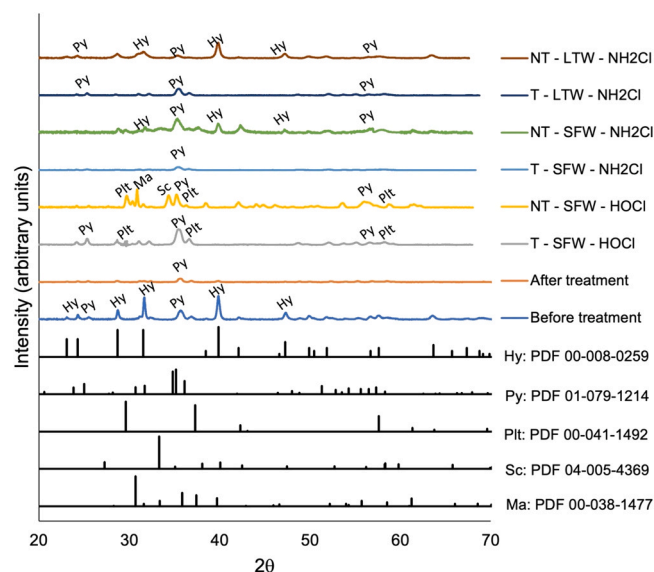 Intensity (arbitrary units)
Py Hy Py Hy Hy Py
NT - LTW - NH2Cl
Py Py
T - LTW - NH2Cl
Hy Py Hy Hy Py
NT - SFW - NH2Cl
Py
T - SFW - NH2Cl
Plt Ma Sc Py Plt Py Plt
NT - SFW - HOCl
Py Plt Py Plt Py Plt
T - SFW - HOCl
Py
After treatment
Hy Py Hy Hy Py Hy Hy
Before treatment
Hy: PDF 00-008-0259
Py: PDF 01-079-1214
Plt: PDF 00-041-1492
Sc: PDF 04-005-4369
Ma: PDF 00-038-1477
20 30 40 50 60 70
2θ